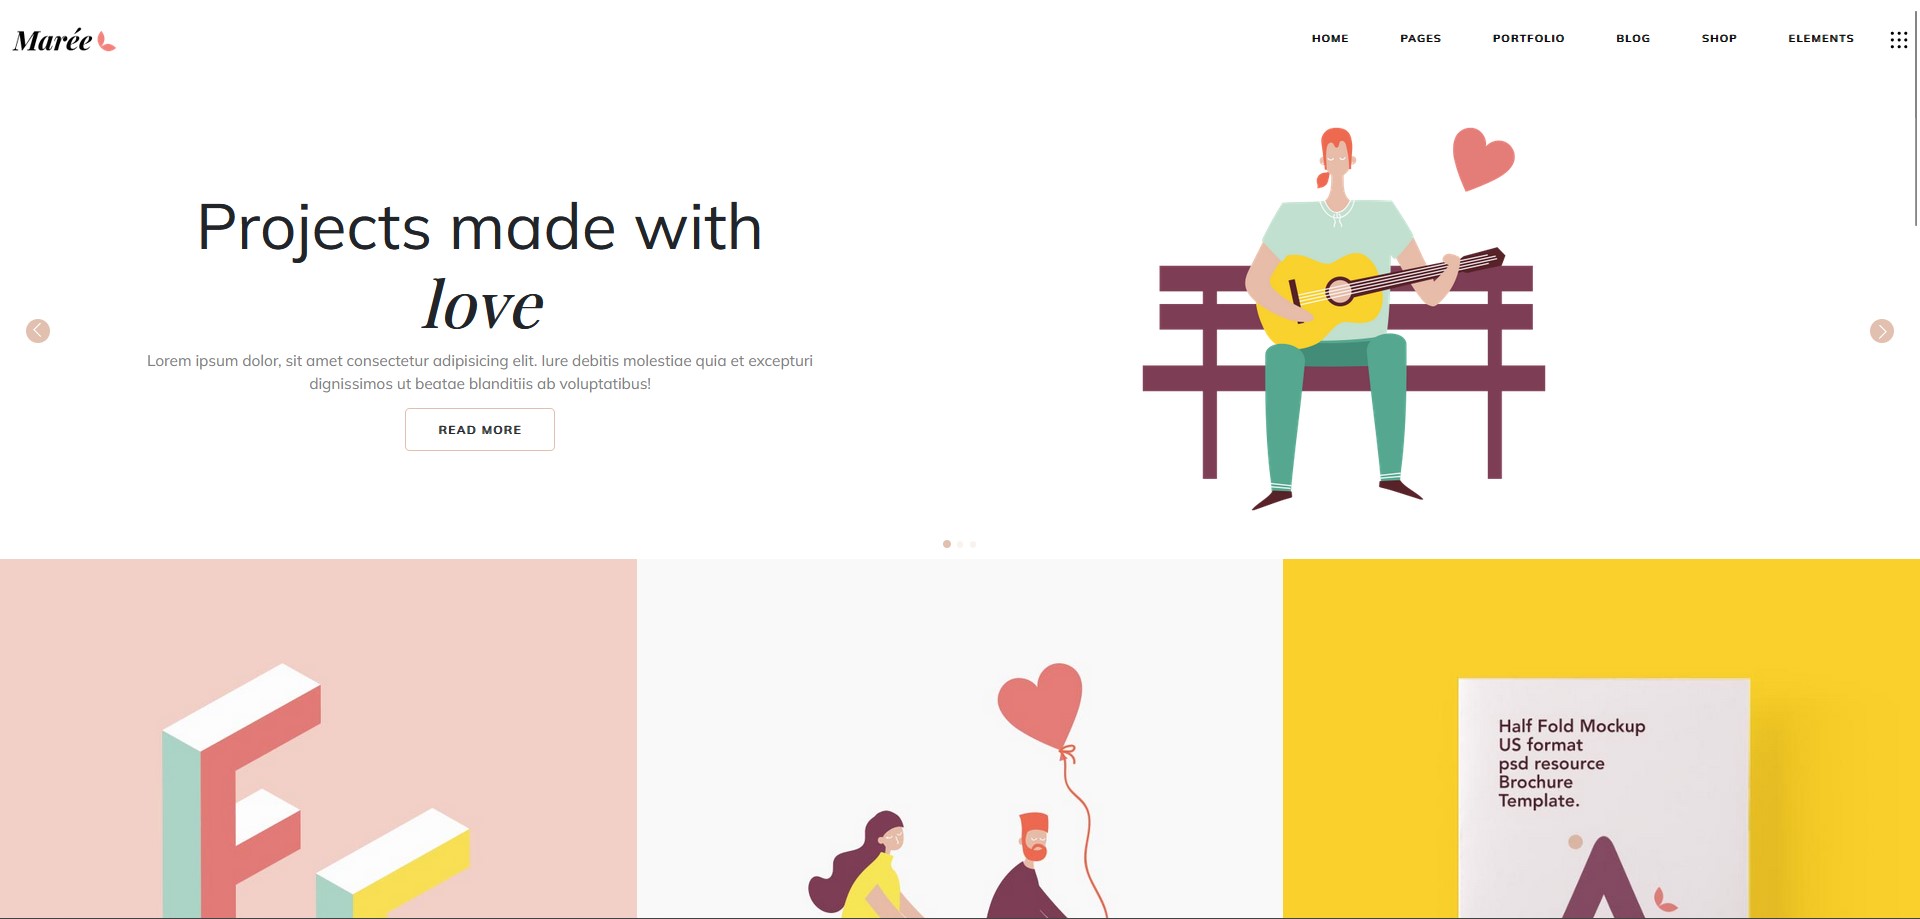 Marée
HOME PAGES PORTFOLIO BLOG SHOP ELEMENTS
Projects made with
love
Lorem ipsum dolor, sit amet consectetur adipisicing elit. Iure debitis molestiae quia et excepturi
dignissimos ut beatae blanditiis ab voluptatibus!
READ MORE
Half Fold Mockup
US format
psd resource
Brochure
Template.